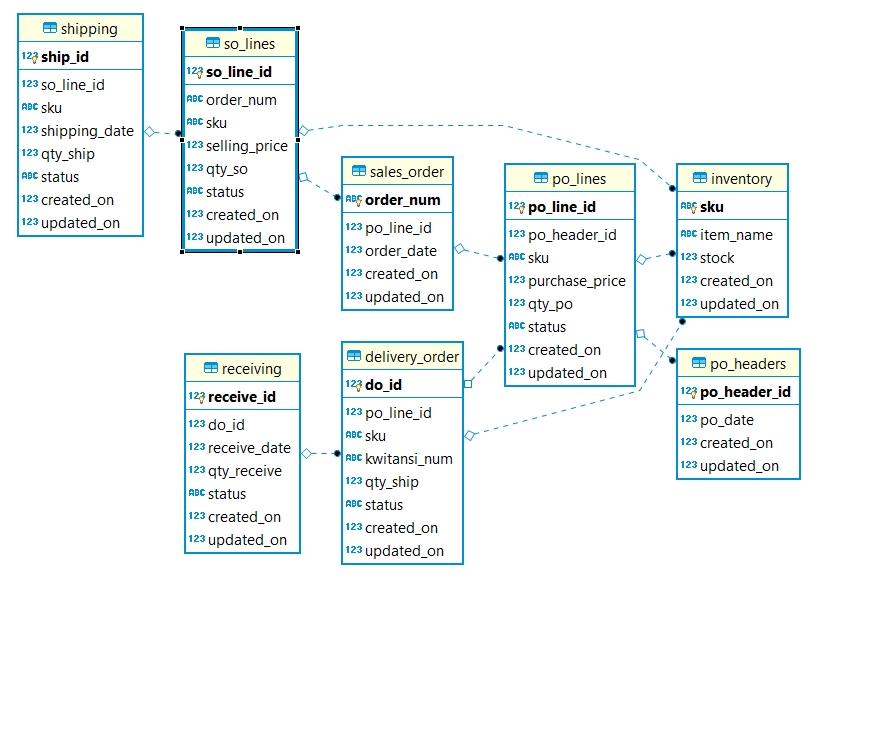 shipping
123 ship_id
123 so_line_id
ABC sku
123 shipping_date
123 qty_ship
ABC status
123 created_on
123 updated_on
so_lines
123 so_line_id
ABC order_num
ABC sku
123 selling_price
123 qty_so
ABC status
123 created_on
123 updated_on
sales_order
ABC order_num
123 po_line_id
123 order_date
123 created_on
123 updated_on
po_lines
123 po_line_id
123 po_header_id
ABC sku
123 purchase_price
123 qty_po
ABC status
123 created_on
123 updated_on
inventory
ABC sku
ABC item_name
123 stock
123 created_on
123 updated_on
receiving
123 receive_id
123 do_id
123 receive_date
123 qty_receive
ABC status
123 created_on
123 updated_on
delivery_order
123 do_id
123 po_line_id
ABC sku
ABC kwitansi_num
123 qty_ship
ABC status
123 created_on
123 updated_on
po_headers
123 po_header_id
123 po_date
123 created_on
123 updated_on